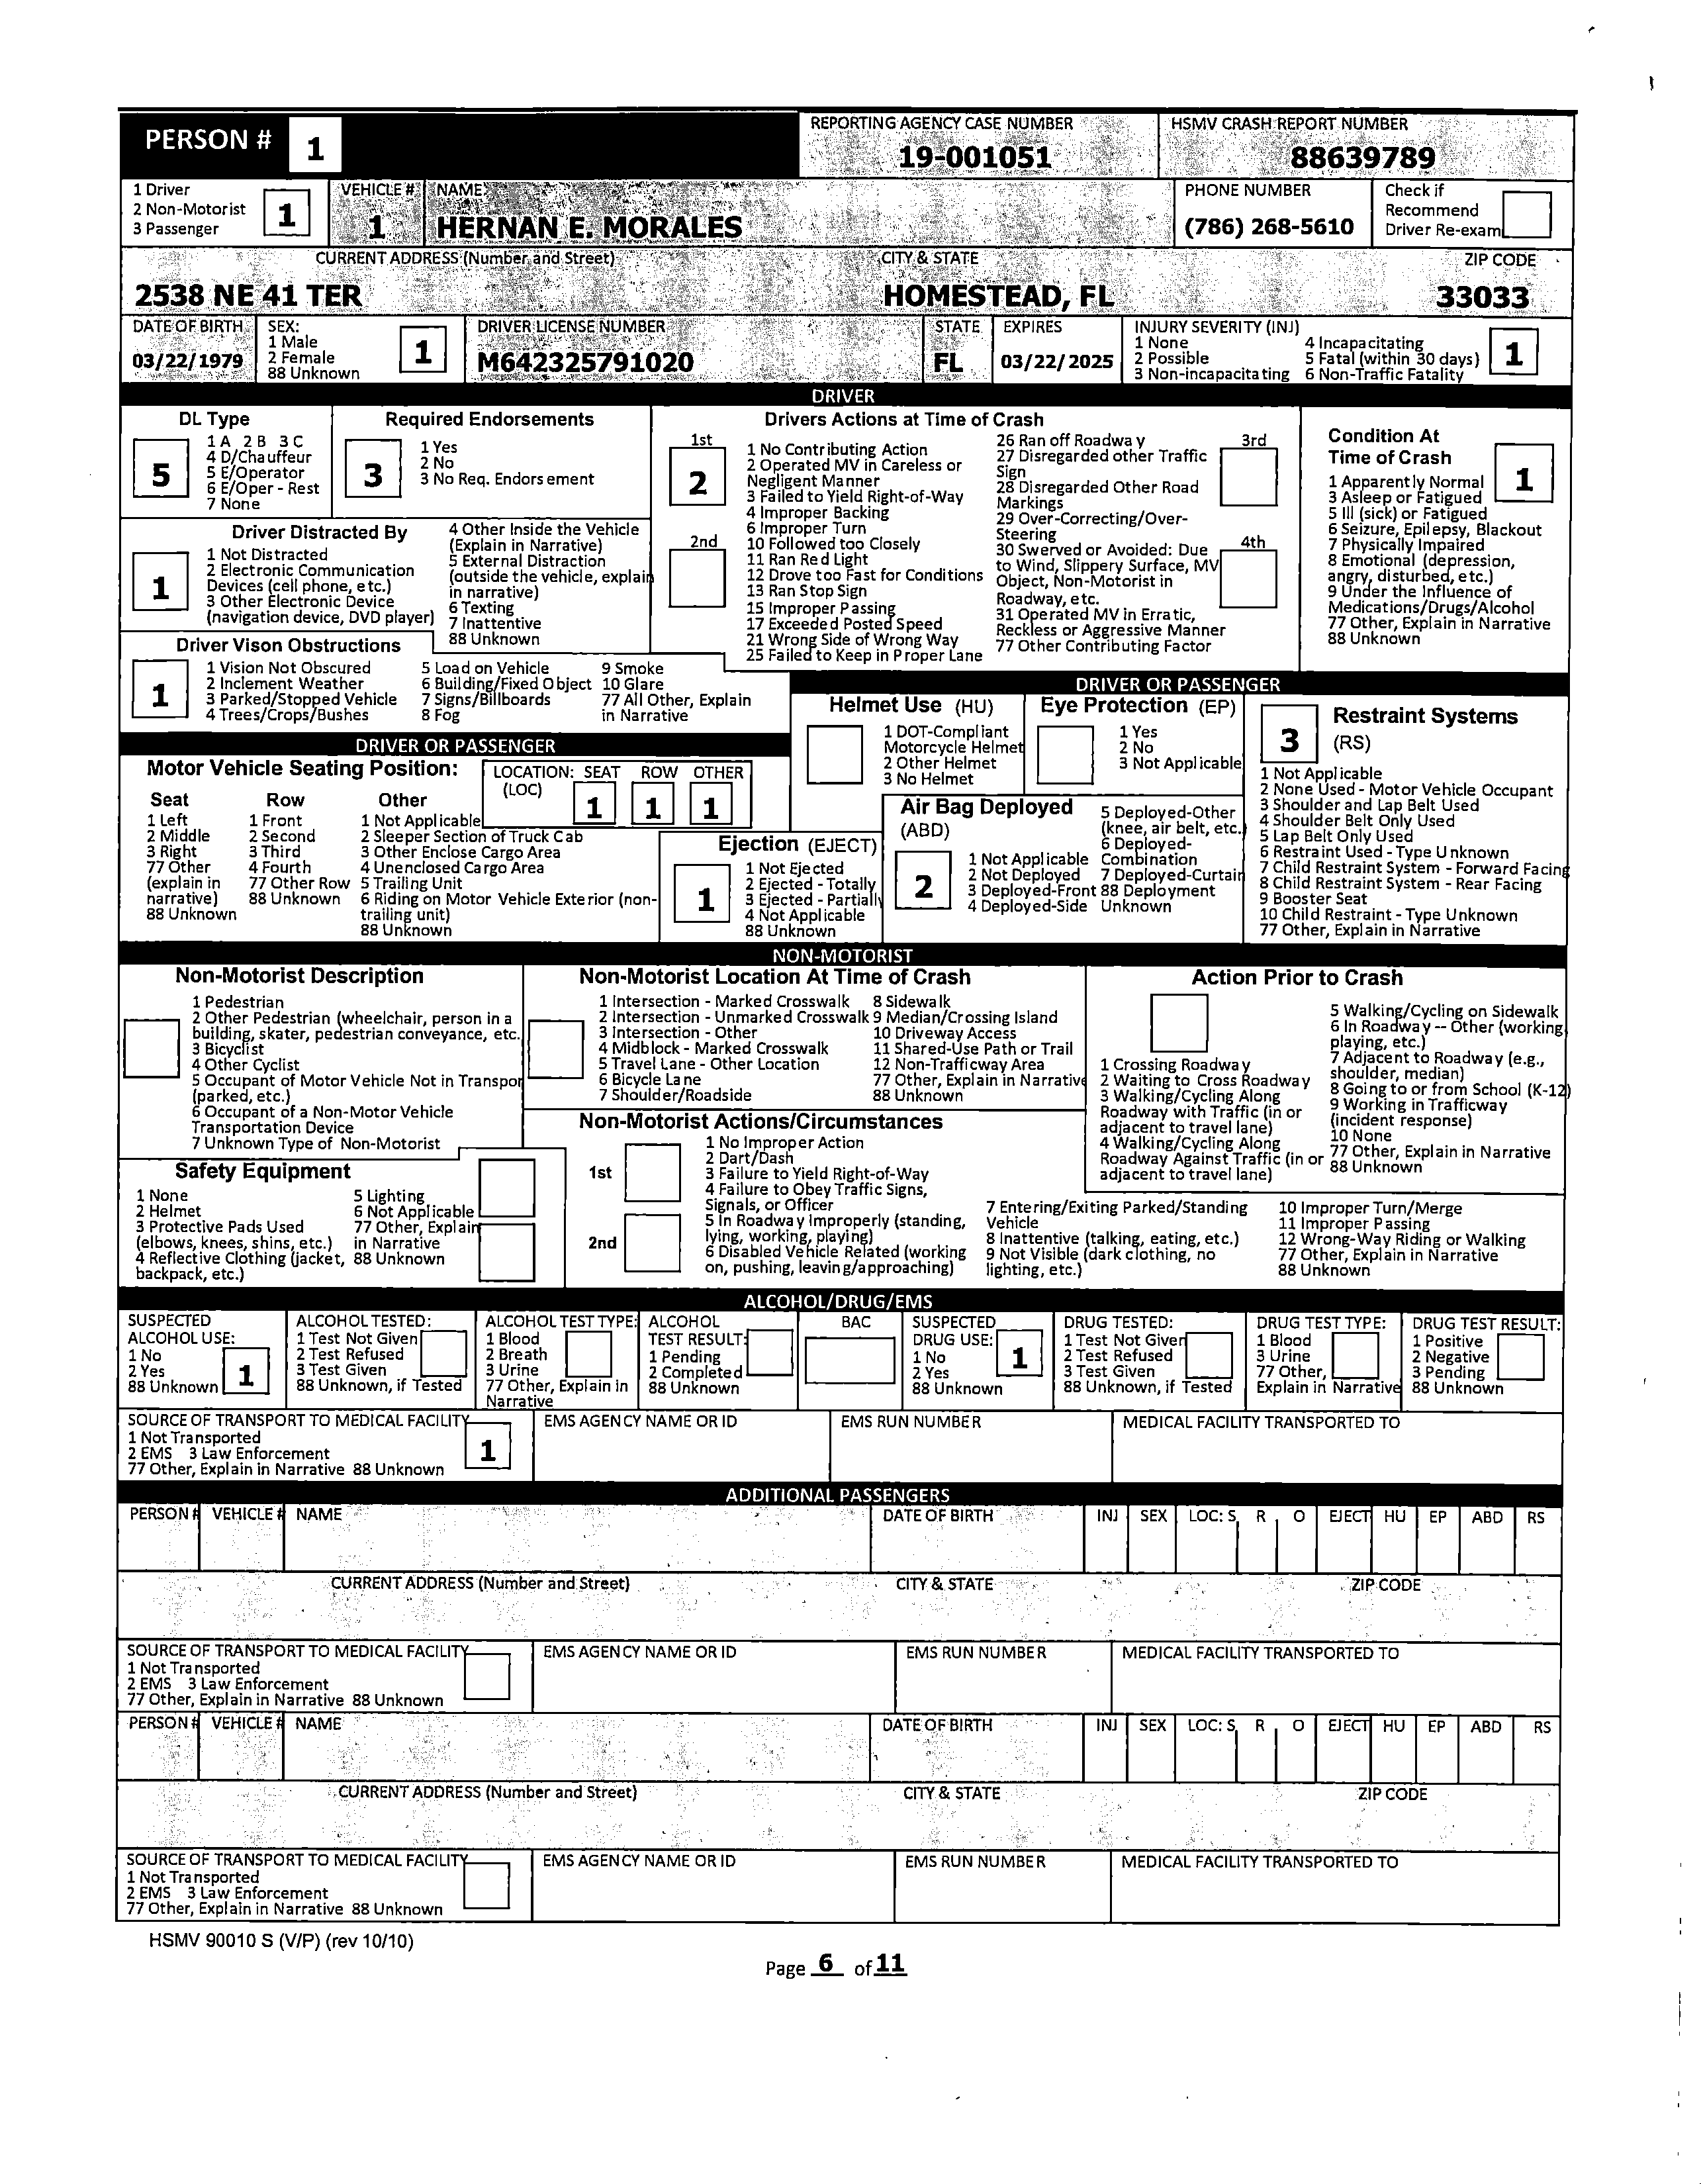 PERSON # 1
REPORTING AGENCY CASE NUMBER
19-001051
HSMV CRASH REPORT NUMBER
88639789
1 Driver
2 Non-Motorist
3 Passenger
1
VEHICLE #
1
NAME
HERNAN E. MORALES
PHONE NUMBER
(786) 268-5610
Check if
Recommend
Driver Re-exam
CURRENT ADDRESS (Number and Street)
2538 NE 41 TER
CITY & STATE
HOMESTEAD, FL
ZIP CODE
33033
DATE OF BIRTH
03/22/1979
SEX:
1 Male
2 Female
88 Unknown
1
DRIVER LICENSE NUMBER
M642325791020
STATE
FL
EXPIRES
03/22/2025
INJURY SEVERITY (INJ)
1 None
2 Possible
3 Non-incapacitating
4 Incapacitating
5 Fatal (within 30 days)
6 Non-Traffic Fatality
1
DRIVER
DL Type
5
1 A 2 B 3 C
4 D/Chauffeur
5 E/Operator
6 E/Oper - Rest
7 None
Required Endorsements
3
1 Yes
2 No
3 No Req. Endorsement
Driver Distracted By
1
1 Not Distracted
2 Electronic Communication
Devices (cell phone, etc.)
3 Other Electronic Device
(navigation device, DVD player)
4 Other Inside the Vehicle
(Explain in Narrative)
5 External Distraction
(outside the vehicle, explain
in narrative)
6 Texting
7 Inattentive
88 Unknown
Driver Vison Obstructions
1
1 Vision Not Obscured
2 Inclement Weather
3 Parked/Stopped Vehicle
4 Trees/Crops/Bushes
5 Load on Vehicle
6 Building/Fixed Object
7 Signs/Billboards
8 Fog
9 Smoke
10 Glare
77 All Other, Explain
in Narrative
Drivers Actions at Time of Crash
1st
2
2nd
1 No Contributing Action
2 Operated MV in Careless or
Negligent Manner
3 Failed to Yield Right-of-Way
4 Improper Backing
6 Improper Turn
10 Followed too Closely
11 Ran Red Light
12 Drove too Fast for Conditions
13 Ran Stop Sign
15 Improper Passing
17 Exceeded Posted Speed
21 Wrong Side of Wrong Way
25 Failed to Keep in Proper Lane
26 Ran off Roadway
27 Disregarded other Traffic
Sign
28 Disregarded Other Road
Markings
29 Over-Correcting/Over-
Steering
30 Swerved or Avoided: Due
to Wind, Slippery Surface, MV
Object, Non-Motorist in
Roadway, etc.
31 Operated MV in Erratic,
Reckless or Aggressive Manner
77 Other Contributing Factor
3rd
4th
Condition At
Time of Crash
1
1 Apparently Normal
3 Asleep or Fatigued
5 Ill (sick) or Fatigued
6 Seizure, Epilepsy, Blackout
7 Physically Impaired
8 Emotional (depression,
angry, disturbed, etc.)
9 Under the Influence of
Medications/Drugs/Alcohol
77 Other, Explain in Narrative
88 Unknown
DRIVER OR PASSENGER
Motor Vehicle Seating Position:
LOCATION: SEAT ROW OTHER
(LOC)
1 1 1
Seat
1 Left
2 Middle
3 Right
77 Other
(explain in
narrative)
88 Unknown
Row
1 Front
2 Second
3 Third
4 Fourth
77 Other Row
88 Unknown
Other
1 Not Applicable
2 Sleeper Section of Truck Cab
3 Other Enclose Cargo Area
4 Unenclosed Cargo Area
5 Trailing Unit
6 Riding on Motor Vehicle Exterior (non-
trailing unit)
88 Unknown
DRIVER OR PASSENGER
Helmet Use (HU)
1 DOT-Compliant
Motorcycle Helmet
2 Other Helmet
3 No Helmet
Eye Protection (EP)
1 Yes
2 No
3 Not Applicable
Ejection (EJECT)
1
1 Not Ejected
2 Ejected - Totally
3 Ejected - Partially
4 Not Applicable
88 Unknown
Air Bag Deployed
(ABD)
2
1 Not Applicable
2 Not Deployed
3 Deployed-Front
4 Deployed-Side
5 Deployed-Other
(knee, air belt, etc.)
6 Deployed-
Combination
7 Deployed-Curtain
88 Deployment
Unknown
3
Restraint Systems
(RS)
1 Not Applicable
2 None Used - Motor Vehicle Occupant
3 Shoulder and Lap Belt Used
4 Shoulder Belt Only Used
5 Lap Belt Only Used
6 Restraint Used - Type Unknown
7 Child Restraint System - Forward Facing
8 Child Restraint System - Rear Facing
9 Booster Seat
10 Child Restraint - Type Unknown
77 Other, Explain in Narrative
NON-MOTORIST
Non-Motorist Description
1 Pedestrian
2 Other Pedestrian (wheelchair, person in a
building, skater, pedestrian conveyance, etc.
3 Bicyclist
4 Other Cyclist
5 Occupant of Motor Vehicle Not in Transpor
(parked, etc.)
6 Occupant of a Non-Motor Vehicle
Transportation Device
7 Unknown Type of Non-Motorist
Non-Motorist Location At Time of Crash
1 Intersection - Marked Crosswalk
2 Intersection - Unmarked Crosswalk
3 Intersection - Other
4 Midblock - Marked Crosswalk
5 Travel Lane - Other Location
6 Bicycle Lane
7 Shoulder/Roadside
8 Sidewalk
9 Median/Crossing Island
10 Driveway Access
11 Shared-Use Path or Trail
12 Non-Trafficway Area
77 Other, Explain in Narrative
88 Unknown
Action Prior to Crash
1 Crossing Roadway
2 Waiting to Cross Roadway
3 Walking/Cycling Along
Roadway with Traffic (in or
adjacent to travel lane)
4 Walking/Cycling Along
Roadway Against Traffic (in or
adjacent to travel lane)
5 Walking/Cycling on Sidewalk
6 In Roadway -- Other (working
playing, etc.)
7 Adjacent to Roadway (e.g.,
shoulder, median)
8 Going to or from School (K-12)
9 Working in Trafficway
(incident response)
10 None
77 Other, Explain in Narrative
88 Unknown
Safety Equipment
1 None
2 Helmet
3 Protective Pads Used
(elbows, knees, shins, etc.)
4 Reflective Clothing (jacket,
backpack, etc.)
5 Lighting
6 Not Applicable
77 Other, Explain
in Narrative
88 Unknown
Non-Motorist Actions/Circumstances
1st
2nd
1 No Improper Action
2 Dart/Dash
3 Failure to Yield Right-of-Way
4 Failure to Obey Traffic Signs,
Signals, or Officer
5 In Roadway Improperly (standing,
lying, working, playing)
6 Disabled Vehicle Related (working
on, pushing, leaving/approaching)
7 Entering/Exiting Parked/Standing
Vehicle
8 Inattentive (talking, eating, etc.)
9 Not Visible (dark clothing, no
lighting, etc.)
10 Improper Turn/Merge
11 Improper Passing
12 Wrong-Way Riding or Walking
77 Other, Explain in Narrative
88 Unknown
ALCOHOL/DRUG/EMS
SUSPECTED
ALCOHOL USE:
1 No
2 Yes
88 Unknown
1
ALCOHOL TESTED:
1 Test Not Given
2 Test Refused
3 Test Given
88 Unknown, if Tested
ALCOHOL TEST TYPE:
1 Blood
2 Breath
3 Urine
77 Other, Explain in
Narrative
ALCOHOL
TEST RESULT:
1 Pending
2 Completed
88 Unknown
BAC
SUSPECTED
DRUG USE:
1 No
2 Yes
88 Unknown
1
DRUG TESTED:
1 Test Not Given
2 Test Refused
3 Test Given
88 Unknown, if Tested
DRUG TEST TYPE:
1 Blood
3 Urine
77 Other,
Explain in Narrative
DRUG TEST RESULT:
1 Positive
2 Negative
3 Pending
88 Unknown
SOURCE OF TRANSPORT TO MEDICAL FACILITY
1 Not Transported
2 EMS 3 Law Enforcement
77 Other, Explain in Narrative 88 Unknown
1
EMS AGENCY NAME OR ID
EMS RUN NUMBER
MEDICAL FACILITY TRANSPORTED TO
ADDITIONAL PASSENGERS
PERSON # VEHICLE # NAME DATE OF BIRTH INJ SEX LOC: S R O EJECT HU EP ABD RS
CURRENT ADDRESS (Number and Street) CITY & STATE ZIP CODE
SOURCE OF TRANSPORT TO MEDICAL FACILITY
1 Not Transported
2 EMS 3 Law Enforcement
77 Other, Explain in Narrative 88 Unknown
EMS AGENCY NAME OR ID
EMS RUN NUMBER
MEDICAL FACILITY TRANSPORTED TO
PERSON # VEHICLE # NAME DATE OF BIRTH INJ SEX LOC: S R O EJECT HU EP ABD RS
CURRENT ADDRESS (Number and Street) CITY & STATE ZIP CODE
SOURCE OF TRANSPORT TO MEDICAL FACILITY
1 Not Transported
2 EMS 3 Law Enforcement
77 Other, Explain in Narrative 88 Unknown
EMS AGENCY NAME OR ID
EMS RUN NUMBER
MEDICAL FACILITY TRANSPORTED TO
HSMV 90010 S (V/P) (rev 10/10)
Page 6 of 11